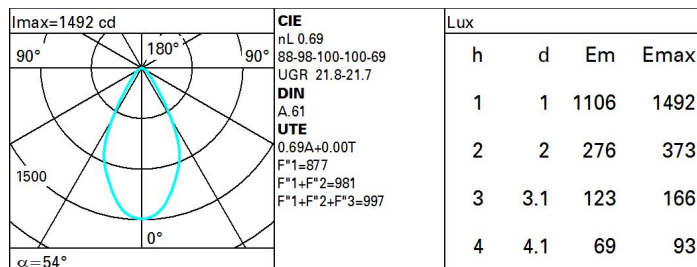 Imax=1492 cd
90° 180° 90°
1500
0°
α=54°
CIE
nL 0.69
88-98-100-100-69
UGR 21.8-21.7
DIN
A.61
UTE
0.69A+0.00T
F"1=877
F"1+F"2=981
F"1+F"2+F"3=997
Lux
h d Em Emax
1 1 1106 1492
2 2 276 373
3 3.1 123 166
4 4.1 69 93